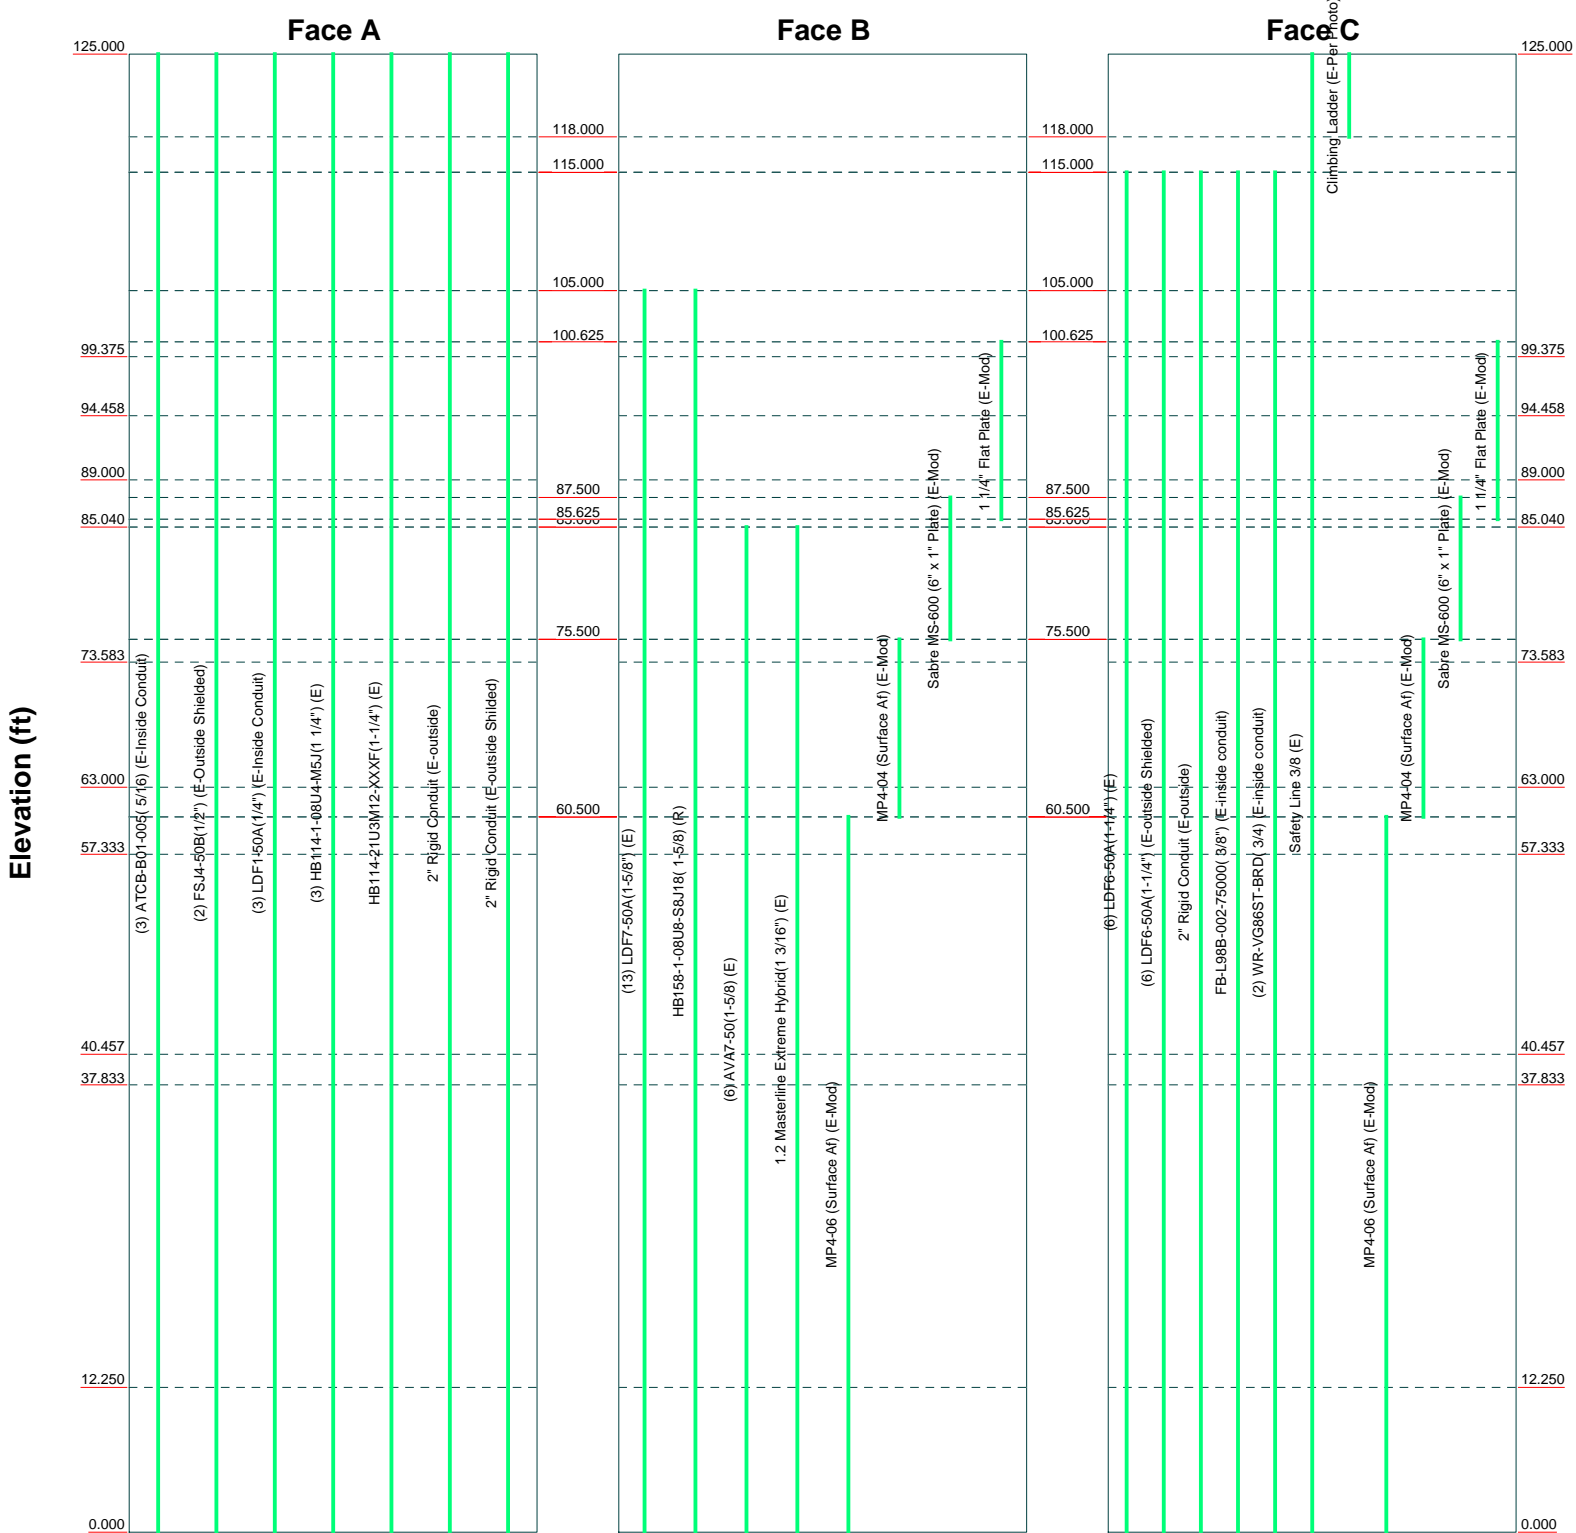 Face A
Face B
Face C
Elevation (ft)
125.000
99.375
94.458
89.000
85.040
73.583
63.000
57.333
40.457
37.833
12.250
0.000
(3) ATCB-B01-005( 5/16) (E-Inside Conduit)
(2) FSJ4-50B(1/2") (E-Outside Shielded)
(3) LDF1-50A(1/4") (E-Inside Conduit)
(3) HB114-1-08U4-M5J(1 1/4") (E)
HB114-21U3M12-XXXF(1-1/4") (E)
2" Rigid Conduit (E-outside)
2" Rigid Conduit (E-outside Shilded)
118.000
115.000
105.000
100.625
87.500
85.625
85.000
75.500
60.500
(13) LDF7-50A(1-5/8") (E)
HB158-1-08U8-S8J18( 1-5/8) (R)
(6) AVA7-50(1-5/8) (E)
1.2 Masterline Extreme Hybrid(1 3/16") (E)
MP4-06 (Surface Af) (E-Mod)
MP4-04 (Surface Af) (E-Mod)
Sabre MS-600 (6" x 1" Plate) (E-Mod)
1 1/4" Flat Plate (E-Mod)
118.000
115.000
105.000
100.625
87.500
85.625
85.000
75.500
60.500
(6) LDF6-50A(1-1/4") (E)
(6) LDF6-50A(1-1/4") (E-outside Shielded)
2" Rigid Conduit (E-outside)
FB-L98B-002-75000( 3/8") (E-inside conduit)
(2) WR-VG86ST-BRD( 3/4) (E-inside conduit)
Safety Line 3/8 (E)
Climbing Ladder (E-Per Photo)
MP4-06 (Surface Af) (E-Mod)
MP4-04 (Surface Af) (E-Mod)
Sabre MS-600 (6" x 1" Plate) (E-Mod)
1 1/4" Flat Plate (E-Mod)
125.000
99.375
94.458
89.000
85.040
73.583
63.000
57.333
40.457
37.833
12.250
0.000